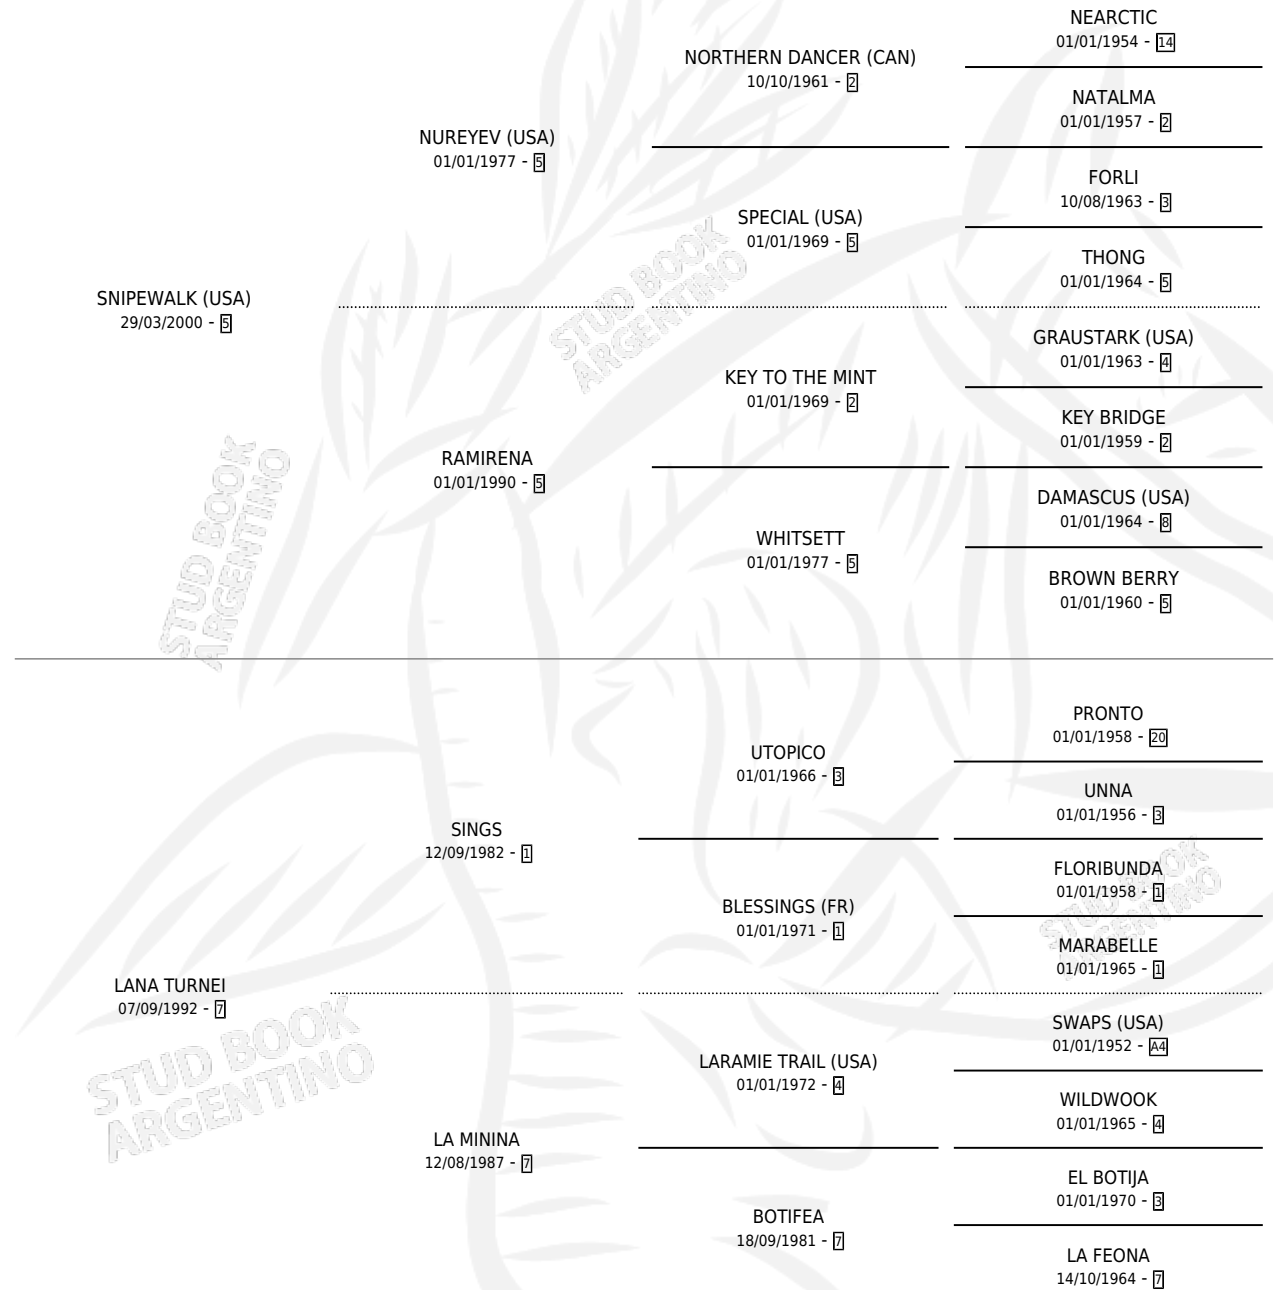 NEARCTIC
01/01/1954 - 14
NORTHERN DANCER (CAN)
10/10/1961 - 2
NATALMA
01/01/1957 - 2
NUREYEV (USA)
01/01/1977 - 5
FORLI
10/08/1963 - 3
SPECIAL (USA)
01/01/1969 - 5
THONG
01/01/1964 - 5
SNIPEWALK (USA)
29/03/2000 - 5
STUD BOOK
ARGENTINO
GRAUSTARK (USA)
01/01/1963 - 4
KEY TO THE MINT
01/01/1969 - 2
KEY BRIDGE
01/01/1959 - 2
RAMIRENA
01/01/1990 - 5
DAMASCUS (USA)
01/01/1964 - 8
WHITSETT
01/01/1977 - 5
BROWN BERRY
01/01/1960 - 5
STUD BOOK
ARGENTINO
PRONTO
01/01/1958 - 20
UTOPICO
01/01/1966 - 3
UNNA
01/01/1956 - 3
SINGS
12/09/1982 - 1
FLORIBUNDA
01/01/1958 - 1
BLESSINGS (FR)
01/01/1971 - 1
STUD BOOK
ARGENTINO
MARABELLE
01/01/1965 - 1
LANA TURNEI
07/09/1992 - 7
SWAPS (USA)
01/01/1952 - A4
LARAMIE TRAIL (USA)
01/01/1972 - 4
STUD BOOK
ARGENTINO
WILDWOOK
01/01/1965 - 4
LA MININA
12/08/1987 - 7
EL BOTIJA
01/01/1970 - 3
BOTIFEA
18/09/1981 - 7
LA FEONA
14/10/1964 - 7